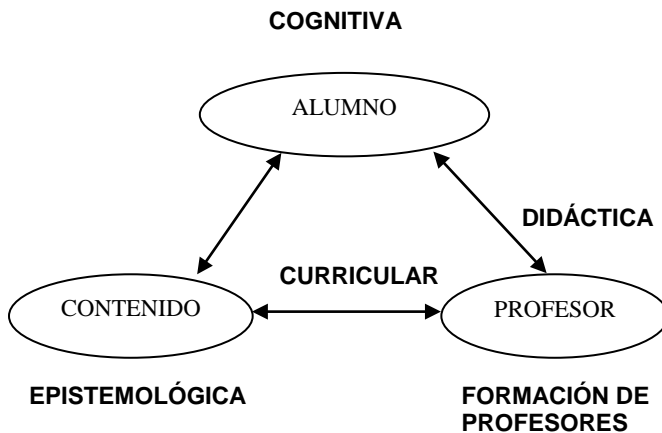 COGNITIVA
ALUMNO
DIDÁCTICA
CURRICULAR
CONTENIDO
PROFESOR
EPISTEMOLÓGICA
FORMACIÓN DE
PROFESORES